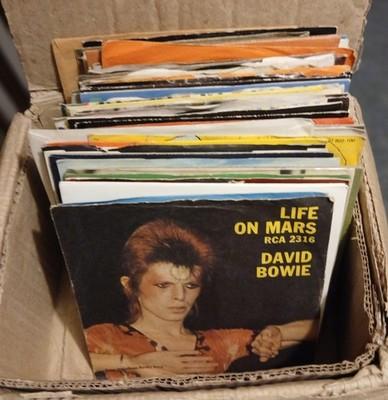 LIFE
ON MARS
RCA 2316
DAVID
BOWIE